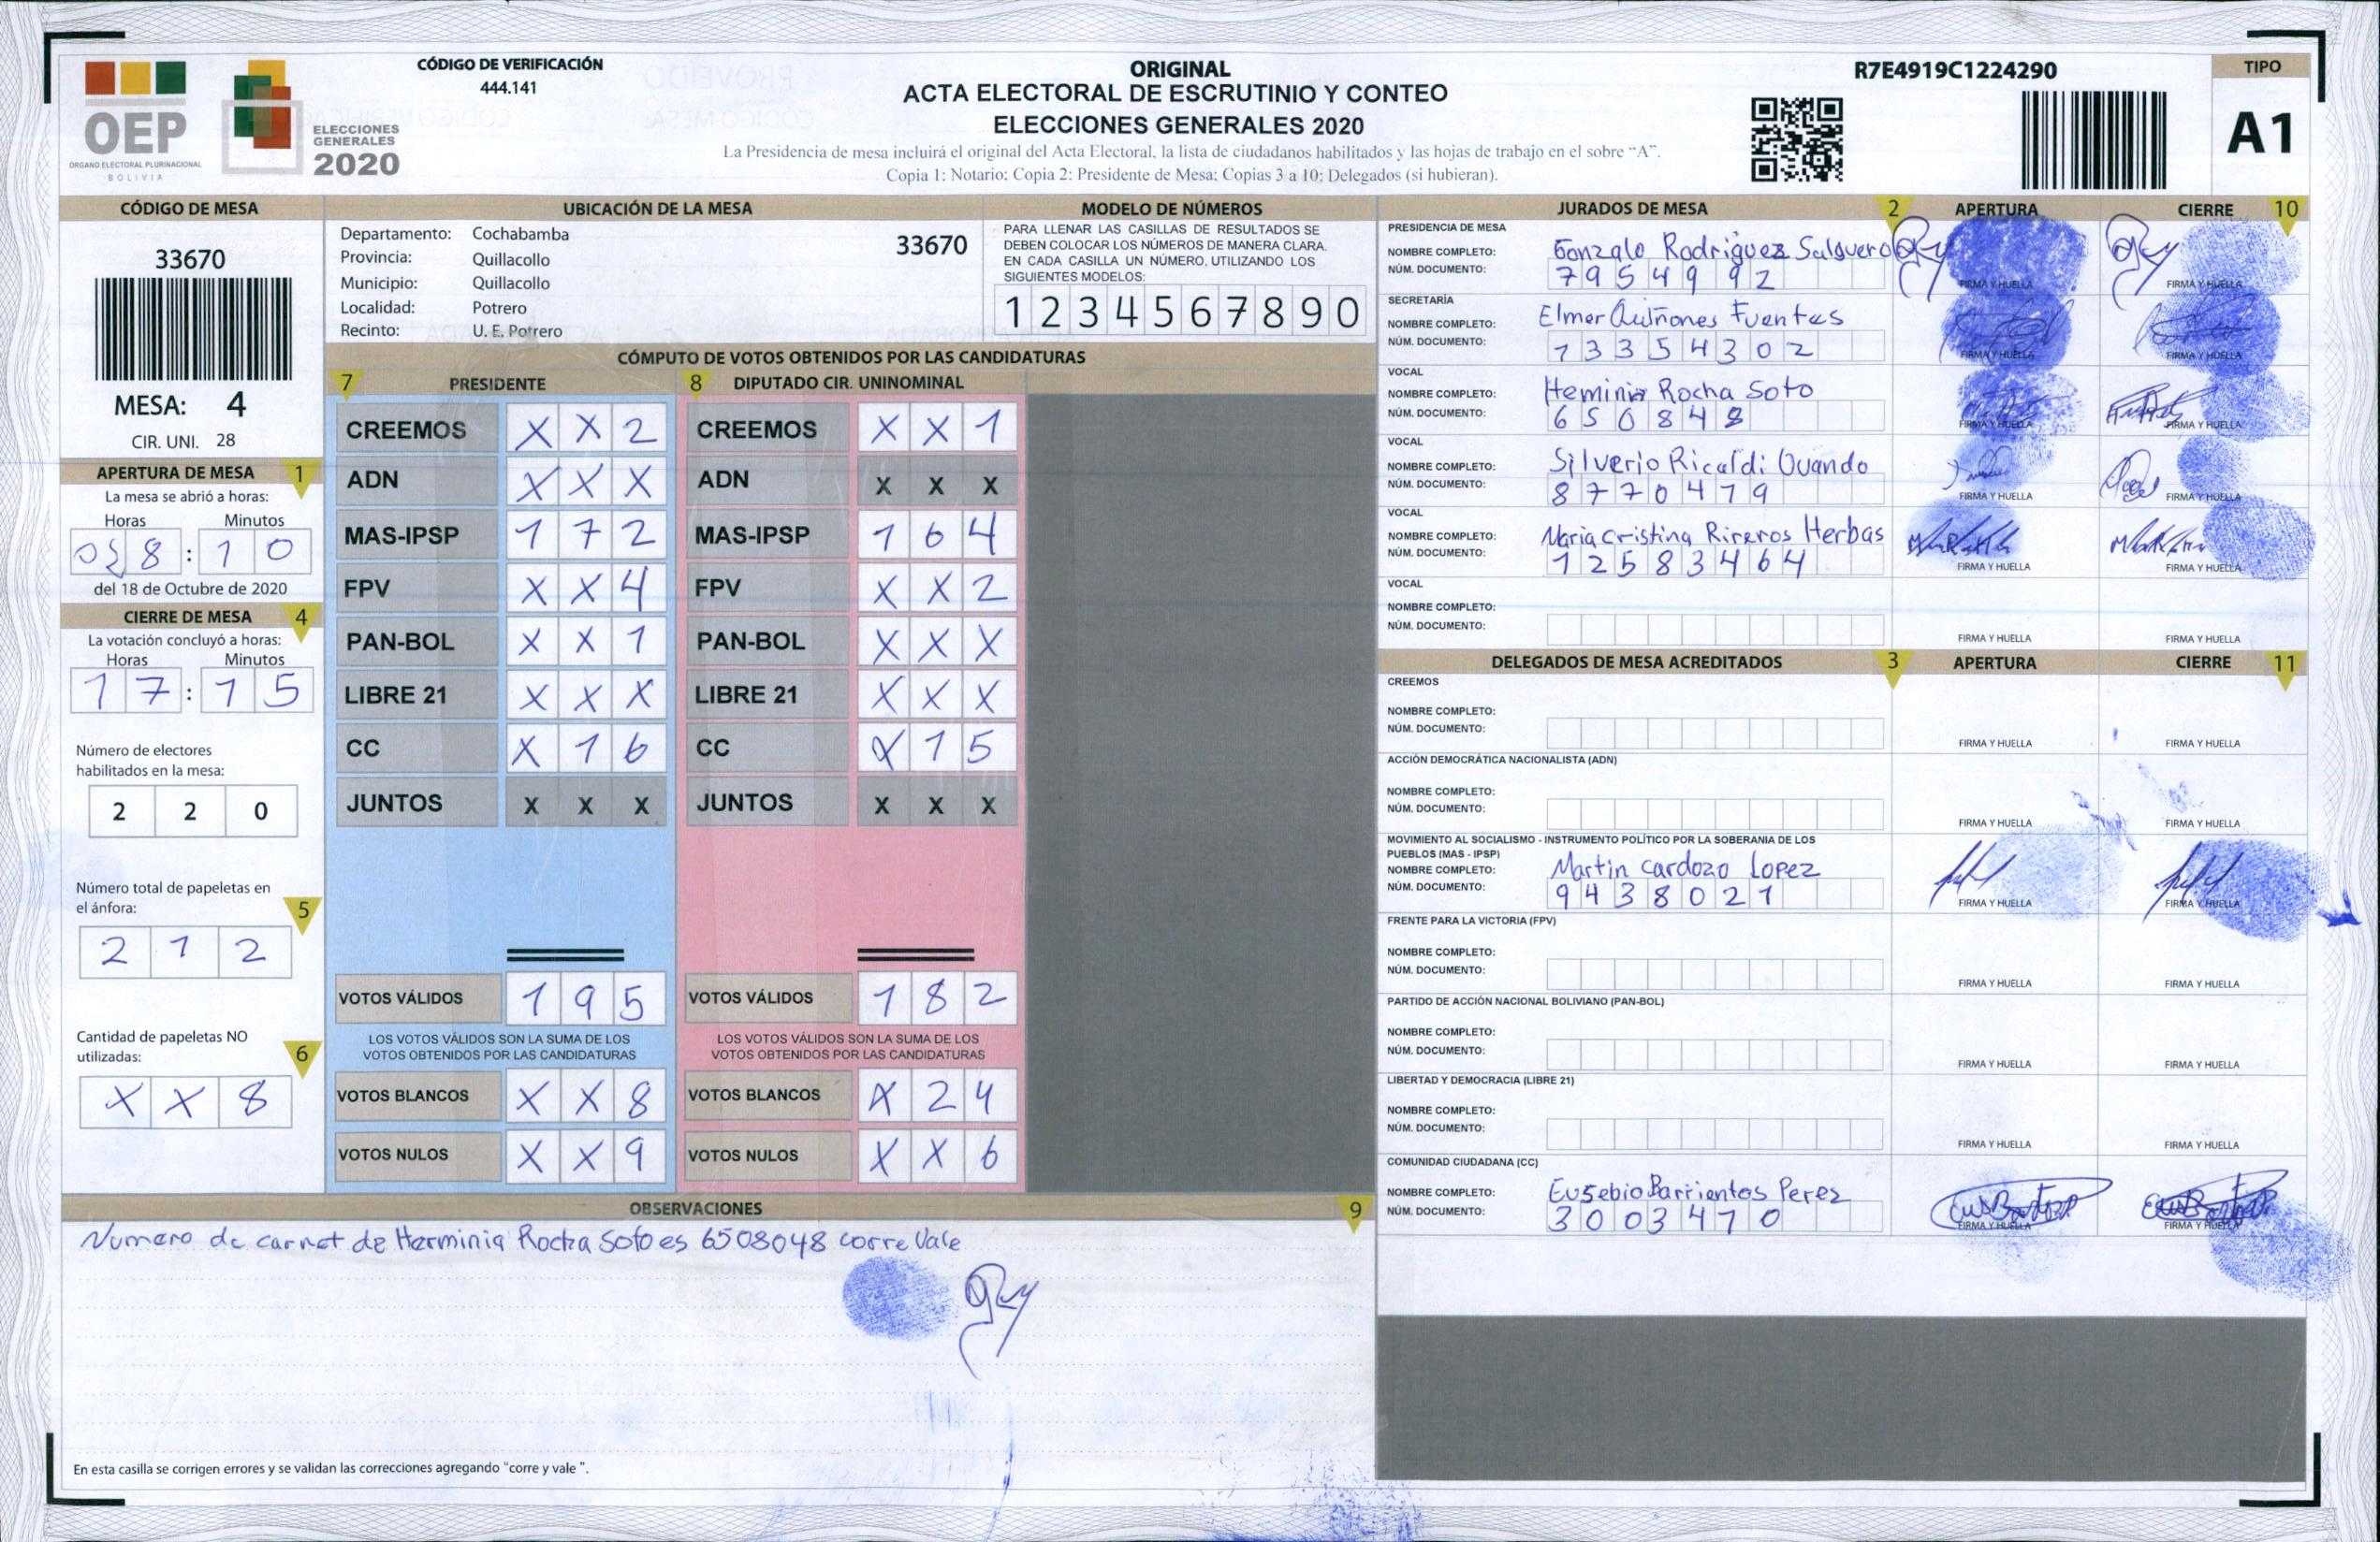 CÓDIGO DE VERIFICACIÓN
444.141
OEP
ORGANO ELECTORAL PLURINACIONAL
BOLIVIA
ELECCIONES
GENERALES
2020
ORIGINAL
ACTA ELECTORAL DE ESCRUTINIO Y CONTEO
ELECCIONES GENERALES 2020
La Presidencia de mesa incluirá el original del Acta Electoral, la lista de ciudadanos habilitados y las hojas de trabajo en el sobre “A”.
Copia 1: Notario; Copia 2: Presidente de Mesa; Copias 3 a 10: Delegados (si hubieran).
R7E4919C1224290
TIPO
A1
CÓDIGO DE MESA
33670
MESA: 4
CIR. UNI. 28
UBICACIÓN DE LA MESA
Departamento: Cochabamba
33670
Provincia: Quillacollo
Municipio: Quillacollo
Localidad: Potrero
Recinto: U. E. Potrero
MODELO DE NÚMEROS
PARA LLENAR LAS CASILLAS DE RESULTADOS SE
DEBEN COLOCAR LOS NÚMEROS DE MANERA CLARA.
EN CADA CASILLA UN NÚMERO, UTILIZANDO LOS
SIGUIENTES MODELOS:
1 2 3 4 5 6 7 8 9 0
APERTURA DE MESA 1
La mesa se abrió a horas:
Horas Minutos
08 : 10
del 18 de Octubre de 2020
CIERRE DE MESA 4
La votación concluyó a horas:
Horas Minutos
17 : 15
Número de electores
habilitados en la mesa:
2 2 0
Número total de papeletas en
el ánfora: 5
2 1 2
Cantidad de papeletas NO
utilizadas: 6
X X 8
CÓMPUTO DE VOTOS OBTENIDOS POR LAS CANDIDATURAS
7 PRESIDENTE 8 DIPUTADO CIR. UNINOMINAL
CREEMOS X X 2 CREEMOS X X 1
ADN X X X ADN X X X
MAS-IPSP 1 7 2 MAS-IPSP 1 6 4
FPV X X 4 FPV X X 2
PAN-BOL X X 1 PAN-BOL X X X
LIBRE 21 X X X LIBRE 21 X X X
CC X 1 6 CC X 1 5
JUNTOS X X X JUNTOS X X X
VOTOS VÁLIDOS 1 9 5 VOTOS VÁLIDOS 1 8 2
LOS VOTOS VÁLIDOS SON LA SUMA DE LOS LOS VOTOS VÁLIDOS SON LA SUMA DE LOS
VOTOS OBTENIDOS POR LAS CANDIDATURAS VOTOS OBTENIDOS POR LAS CANDIDATURAS
VOTOS BLANCOS X X 8 VOTOS BLANCOS X 2 4
VOTOS NULOS X X 9 VOTOS NULOS X X 6
OBSERVACIONES 9
Numero de carnet de Herminia Rocha Soto es 6508048 corre Vale
En esta casilla se corrigen errores y se validan las correcciones agregando “corre y vale ”.
JURADOS DE MESA 2 APERTURA CIERRE 10
PRESIDENCIA DE MESA
NOMBRE COMPLETO: Gonzalo Rodriguez Salguero
NÚM. DOCUMENTO: 7954992
FIRMA Y HUELLA FIRMA Y HUELLA
SECRETARÍA
NOMBRE COMPLETO: Elmer Quiñones Fuentes
NÚM. DOCUMENTO: 13354302
FIRMA Y HUELLA FIRMA Y HUELLA
VOCAL
NOMBRE COMPLETO: Heminia Rocha Soto
NÚM. DOCUMENTO: 650848
FIRMA Y HUELLA FIRMA Y HUELLA
VOCAL
NOMBRE COMPLETO: Silverio Ricaldi Ovando
NÚM. DOCUMENTO: 8770479
FIRMA Y HUELLA FIRMA Y HUELLA
VOCAL
NOMBRE COMPLETO: Maria Cristina Riveros Herbas
NÚM. DOCUMENTO: 12583464
FIRMA Y HUELLA FIRMA Y HUELLA
VOCAL
NOMBRE COMPLETO:
NÚM. DOCUMENTO:
FIRMA Y HUELLA FIRMA Y HUELLA
DELEGADOS DE MESA ACREDITADOS 3 APERTURA CIERRE 11
CREEMOS
NOMBRE COMPLETO:
NÚM. DOCUMENTO:
FIRMA Y HUELLA FIRMA Y HUELLA
ACCIÓN DEMOCRÁTICA NACIONALISTA (ADN)
NOMBRE COMPLETO:
NÚM. DOCUMENTO:
FIRMA Y HUELLA FIRMA Y HUELLA
MOVIMIENTO AL SOCIALISMO - INSTRUMENTO POLÍTICO POR LA SOBERANIA DE LOS
PUEBLOS (MAS - IPSP)
NOMBRE COMPLETO: Martin Cardozo Lopez
NÚM. DOCUMENTO: 9438021
FIRMA Y HUELLA FIRMA Y HUELLA
FRENTE PARA LA VICTORIA (FPV)
NOMBRE COMPLETO:
NÚM. DOCUMENTO:
FIRMA Y HUELLA FIRMA Y HUELLA
PARTIDO DE ACCIÓN NACIONAL BOLIVIANO (PAN-BOL)
NOMBRE COMPLETO:
NÚM. DOCUMENTO:
FIRMA Y HUELLA FIRMA Y HUELLA
LIBERTAD Y DEMOCRACIA (LIBRE 21)
NOMBRE COMPLETO:
NÚM. DOCUMENTO:
FIRMA Y HUELLA FIRMA Y HUELLA
COMUNIDAD CIUDADANA (CC)
NOMBRE COMPLETO: Eusebio Barrientos Perez
NÚM. DOCUMENTO: 3003470
FIRMA Y HUELLA FIRMA Y HUELLA